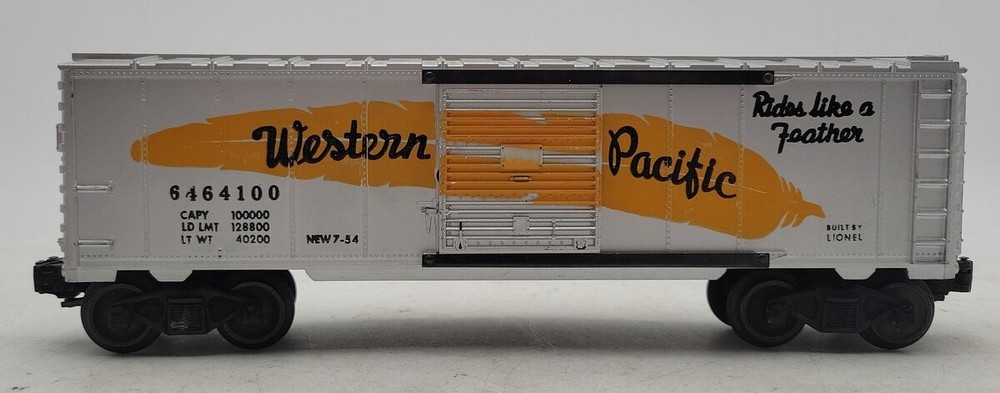 Western Pacific
Rides like a
Feather
6464100
CAPY 100000
LD LMT 128800
LT WT 40200
NEW 7-54
BUILT BY
LIONEL